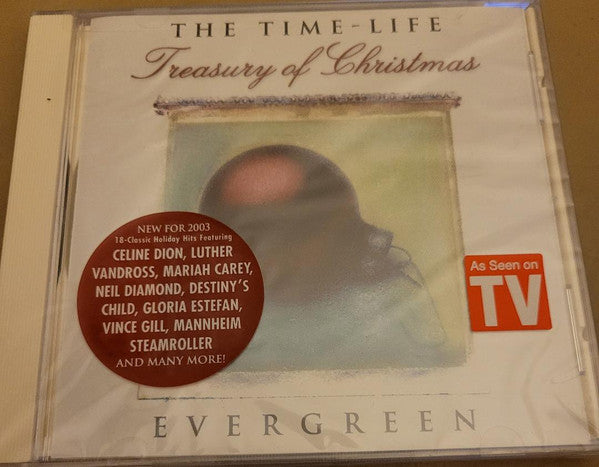 THE TIME-LIFE
Treasury of Christmas
NEW FOR 2003
18-Classic Holiday Hits Featuring
CELINE DION, LUTHER
VANDROSS, MARIAH CAREY,
NEIL DIAMOND, DESTINY'S
CHILD, GLORIA ESTEFAN,
VINCE GILL, MANNHEIM
STEAMROLLER
AND MANY MORE!
As Seen on
TV
EVERGREEN